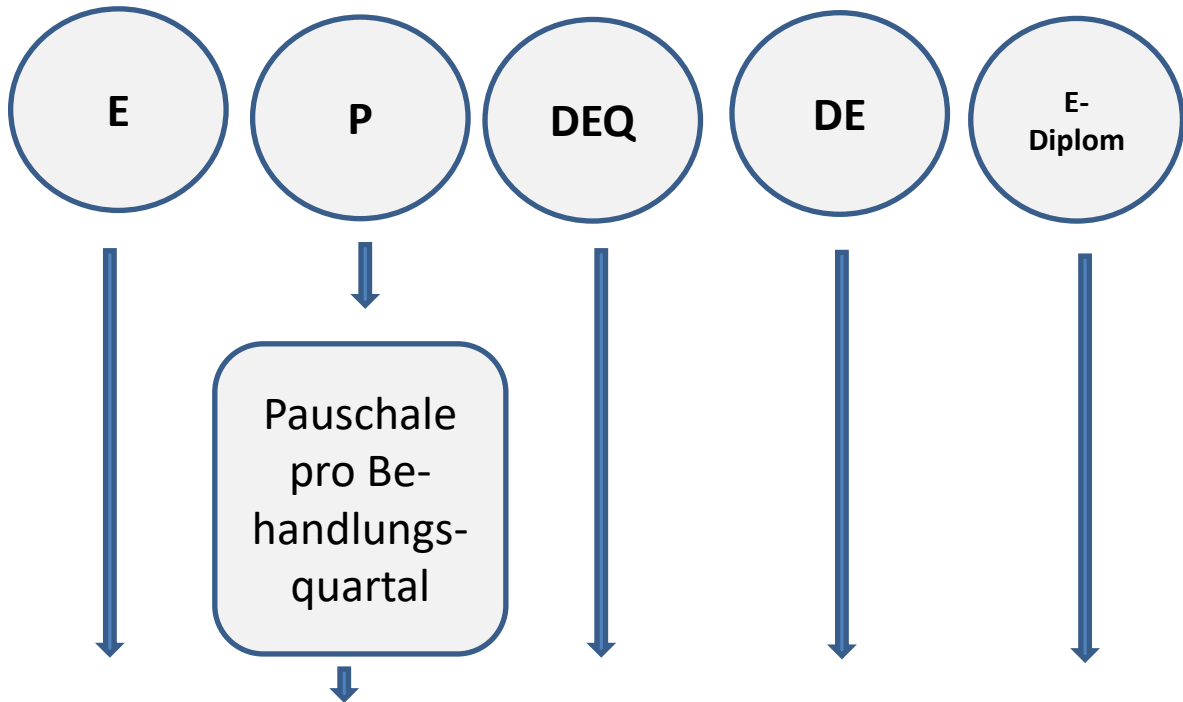 E
P
DEQ
DE
E-
Diplom
Pauschale
pro Be-
handlungs-
quartal